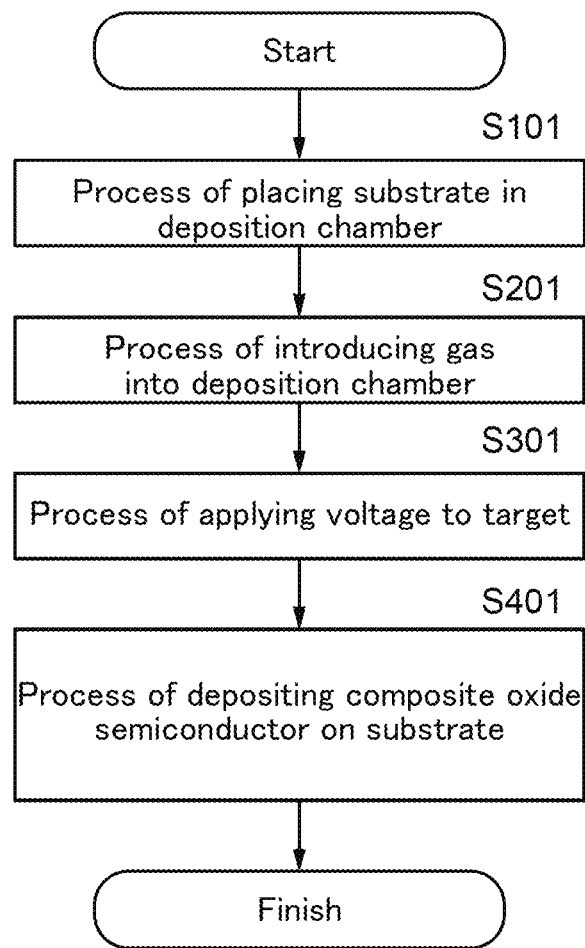 Start
S101
Process of placing substrate in
deposition chamber
S201
Process of introducing gas
into deposition chamber
S301
Process of applying voltage to target
S401
Process of depositing composite oxide
semiconductor on substrate
Finish